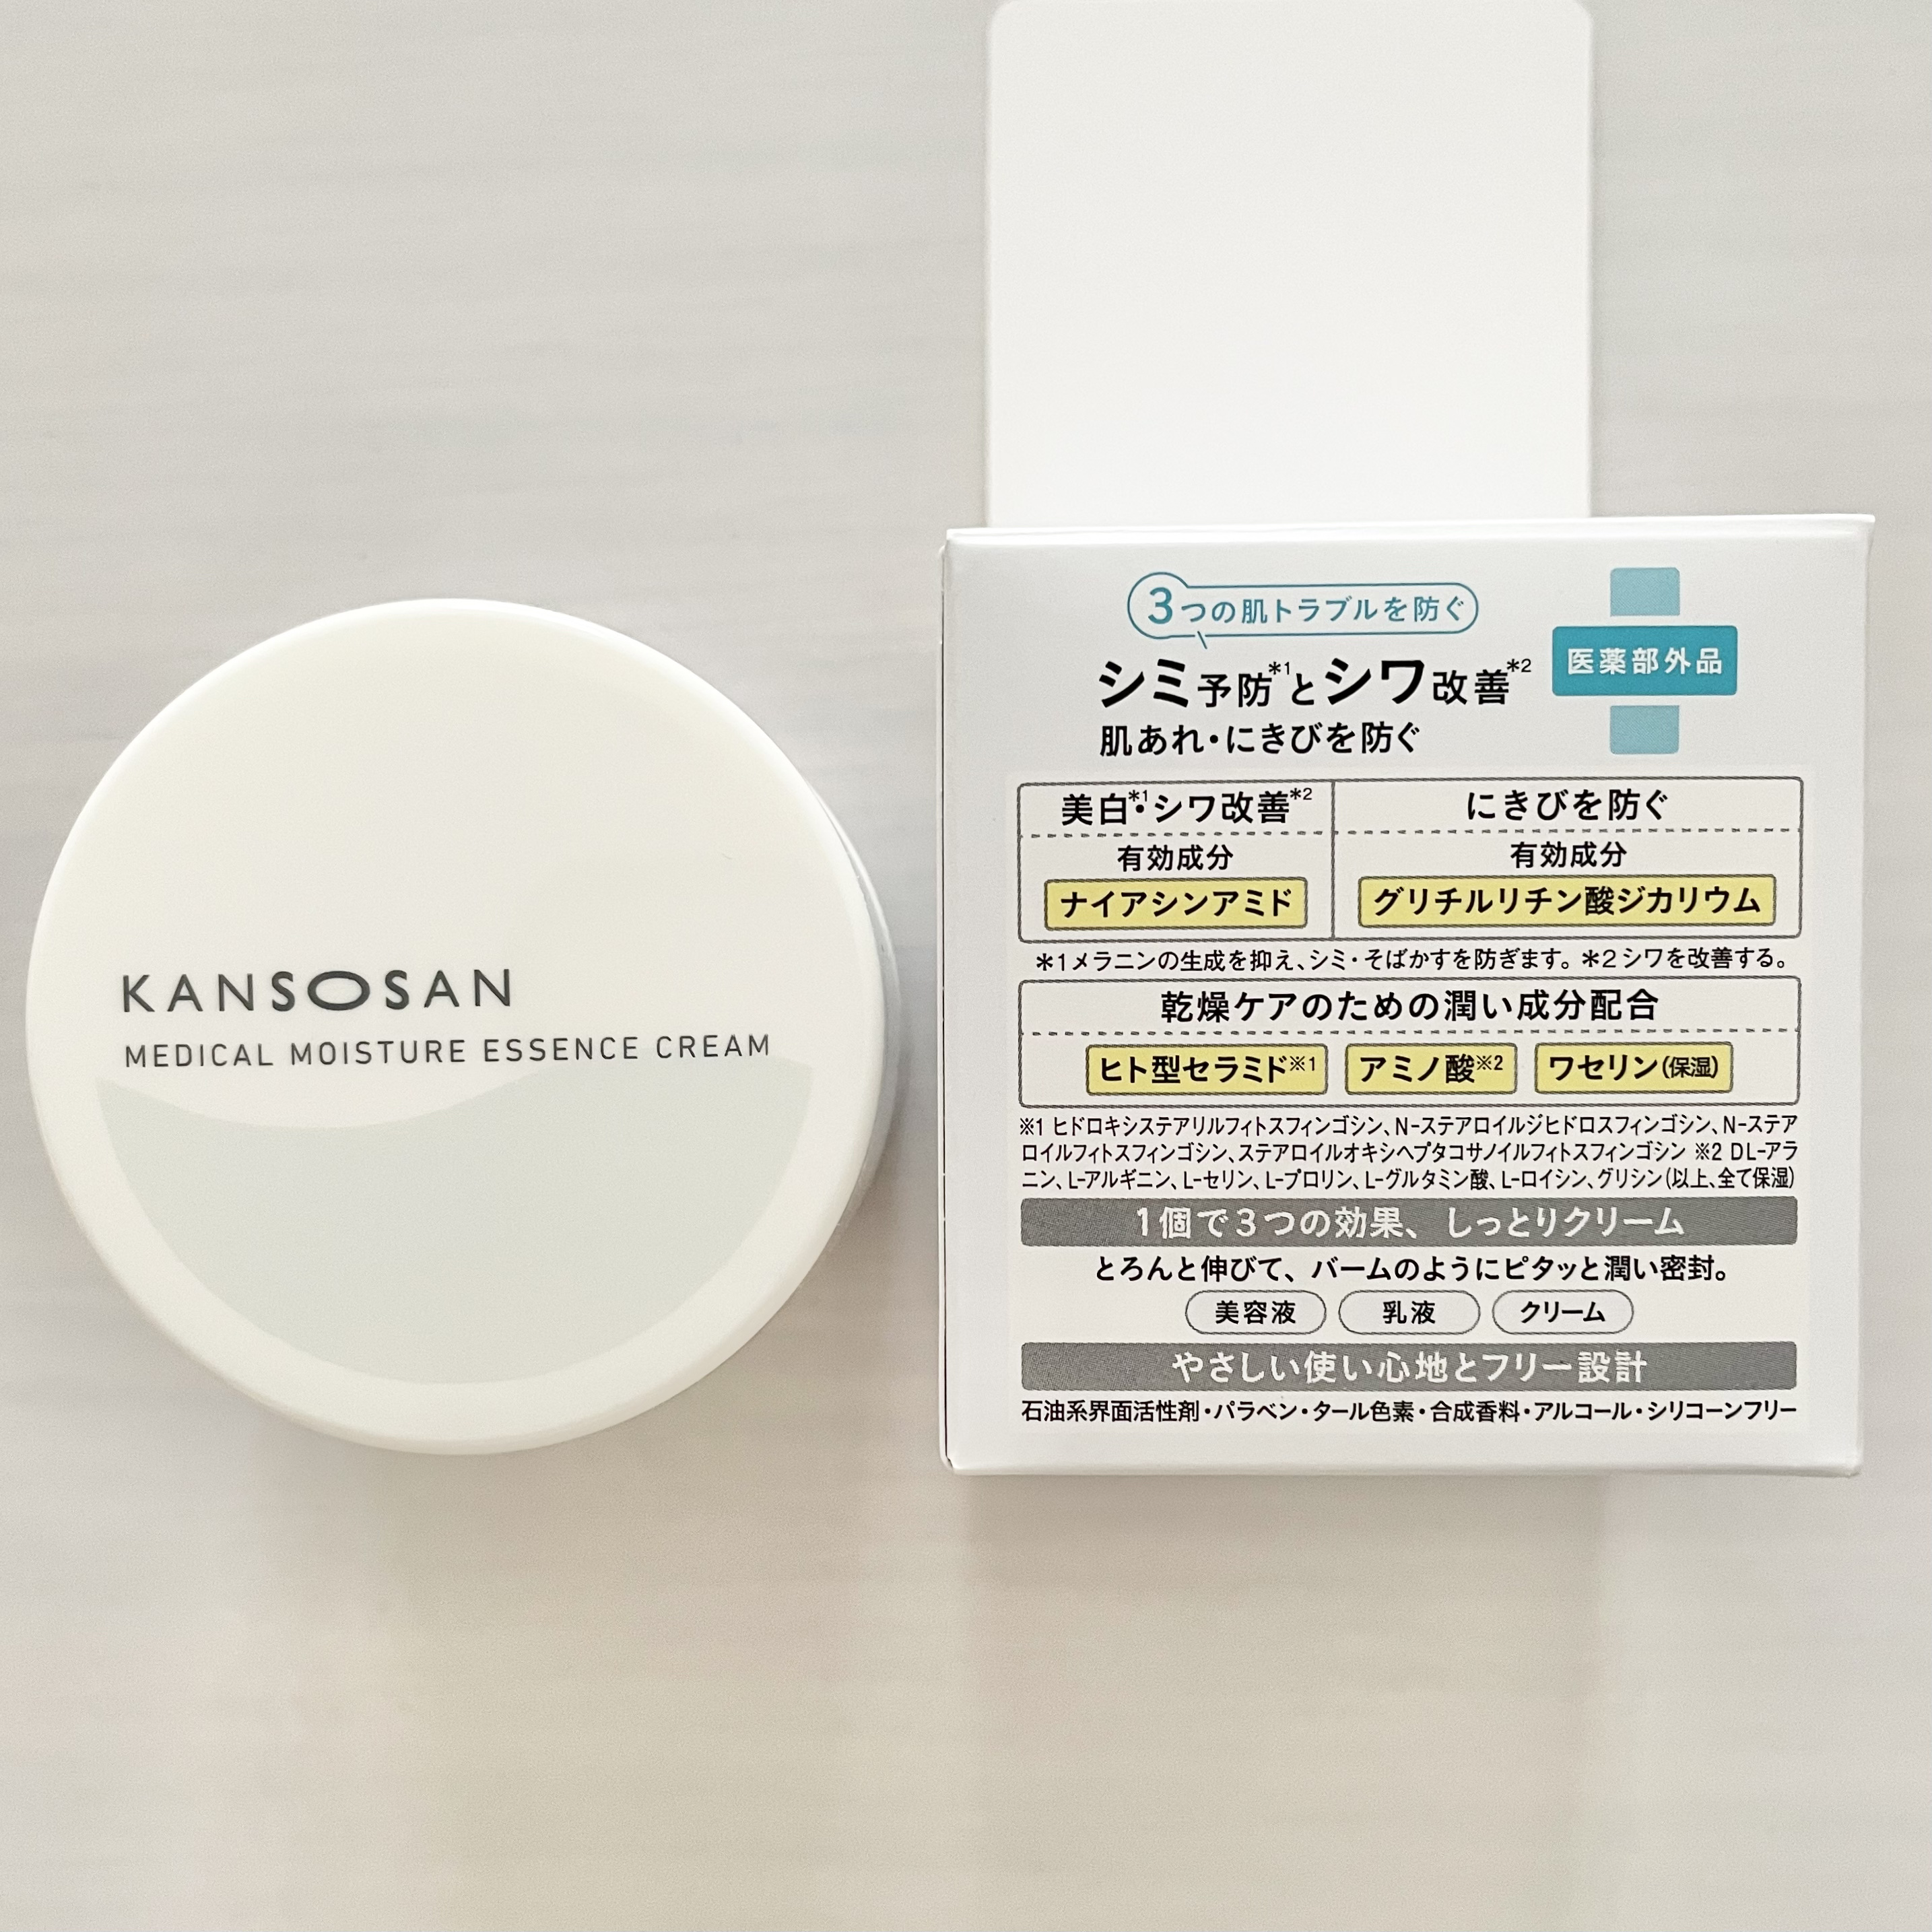 KANSOSAN
MEDICAL MOISTURE ESSENCE CREAM
3つの肌トラブルを防ぐ
シミ予防*1とシワ改善*2
肌あれ・にきびを防ぐ
医薬部外品
美白*1・シワ改善*2
有効成分
ナイアシンアミド
にきびを防ぐ
有効成分
グリチルリチン酸ジカリウム
*1メラニンの生成を抑え、シミ・そばかすを防ぎます。*2シワを改善する。
乾燥ケアのための潤い成分配合
ヒト型セラミド※1 アミノ酸※2 ワセリン(保湿)
※1 ヒドロキシステアリルフィトスフィンゴシン、N-ステアロイルジヒドロスフィンゴシン、N-ステア
ロイルフィトスフィンゴシン、ステアロイルオキシヘプタコサノイルフィトスフィンゴシン ※2 DL-アラ
ニン、L-アルギニン、L-セリン、L-プロリン、L-グルタミン酸、L-ロイシン、グリシン(以上、全て保湿)
1個で3つの効果、しっとりクリーム
とろんと伸びて、バームのようにピタッと潤い密封。
美容液 乳液 クリーム
やさしい使い心地とフリー設計
石油系界面活性剤・パラベン・タール色素・合成香料・アルコール・シリコーンフリー